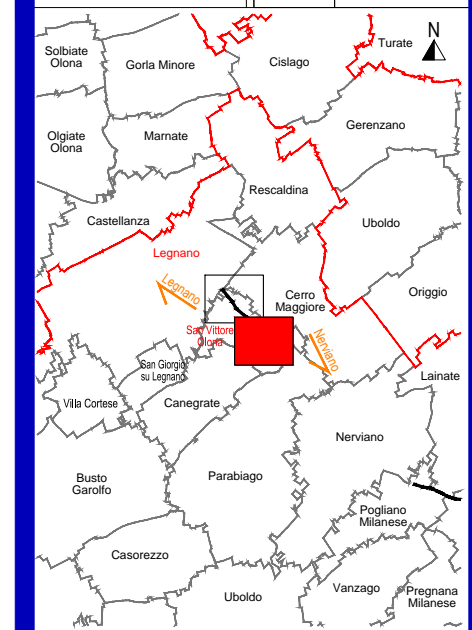 N
Turate
Solbiate
Olona
Gorla Minore
Cislago
Gerenzano
Olgiate
Olona
Marnate
Rescaldina
Castellanza
Uboldo
Legnano
Legnano
Origgio
Cerro
Maggiore
San Vittore
Olona
Nerviano
San Giorgio
su Legnano
Lainate
Villa Cortese
Canegrate
Nerviano
Busto
Garolfo
Parabiago
Pogliano
Milanese
Casorezzo
Vanzago
Pregnana
Milanese
Uboldo